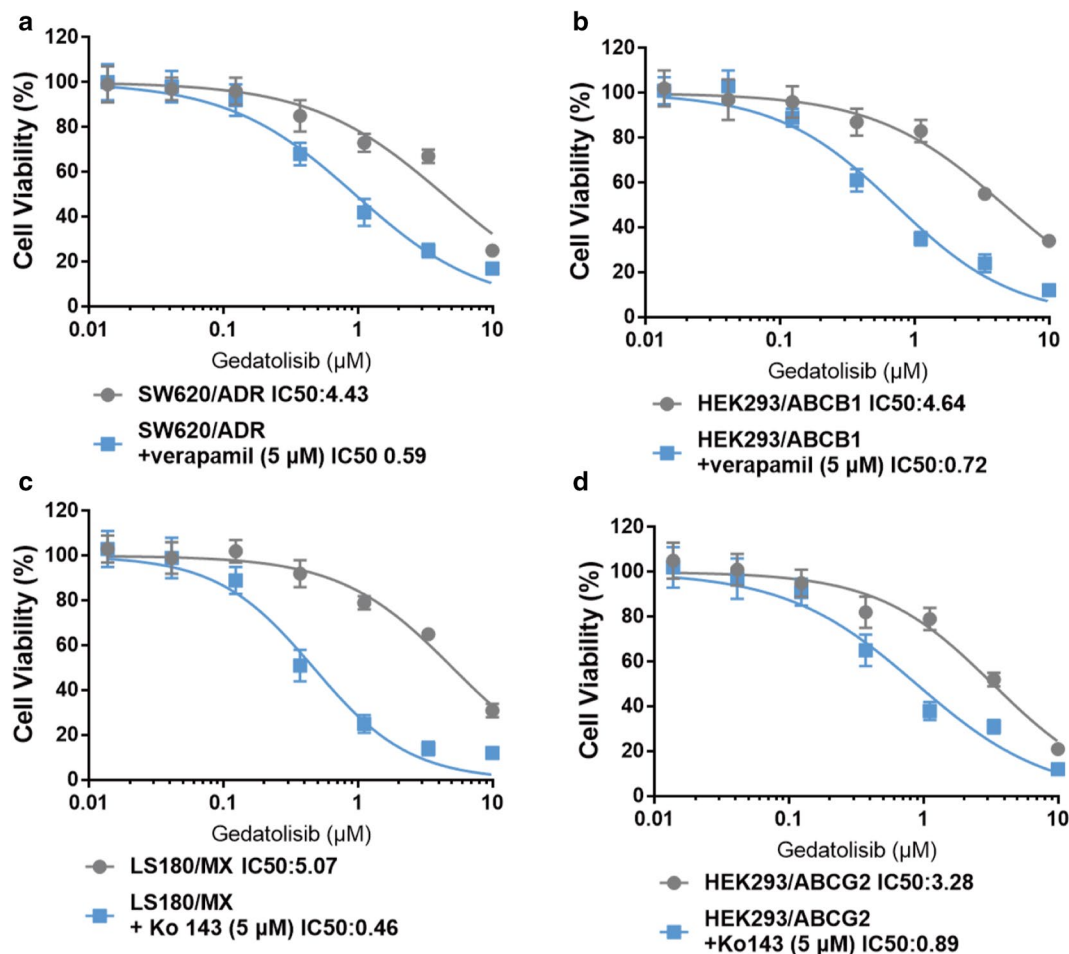 a
120
100
80
60
40
20
0
Cell Viability (%)
0.01
0.1
1
10
Gedatolisib (µM)
SW620/ADR IC50:4.43
SW620/ADR
+verapamil (5 µM) IC50 0.59
b
120
100
80
60
40
20
0
Cell Viability (%)
0.01
0.1
1
10
Gedatolisib (µM)
HEK293/ABCB1 IC50:4.64
HEK293/ABCB1
+verapamil (5 µM) IC50:0.72
c
120
100
80
60
40
20
0
Cell Viability (%)
0.01
0.1
1
10
Gedatolisib (µM)
LS180/MX IC50:5.07
LS180/MX
+ Ko 143 (5 µM) IC50:0.46
d
120
100
80
60
40
20
0
Cell Viability (%)
0.01
0.1
1
10
Gedatolisib (µM)
HEK293/ABCG2 IC50:3.28
HEK293/ABCG2
+Ko143 (5 µM) IC50:0.89